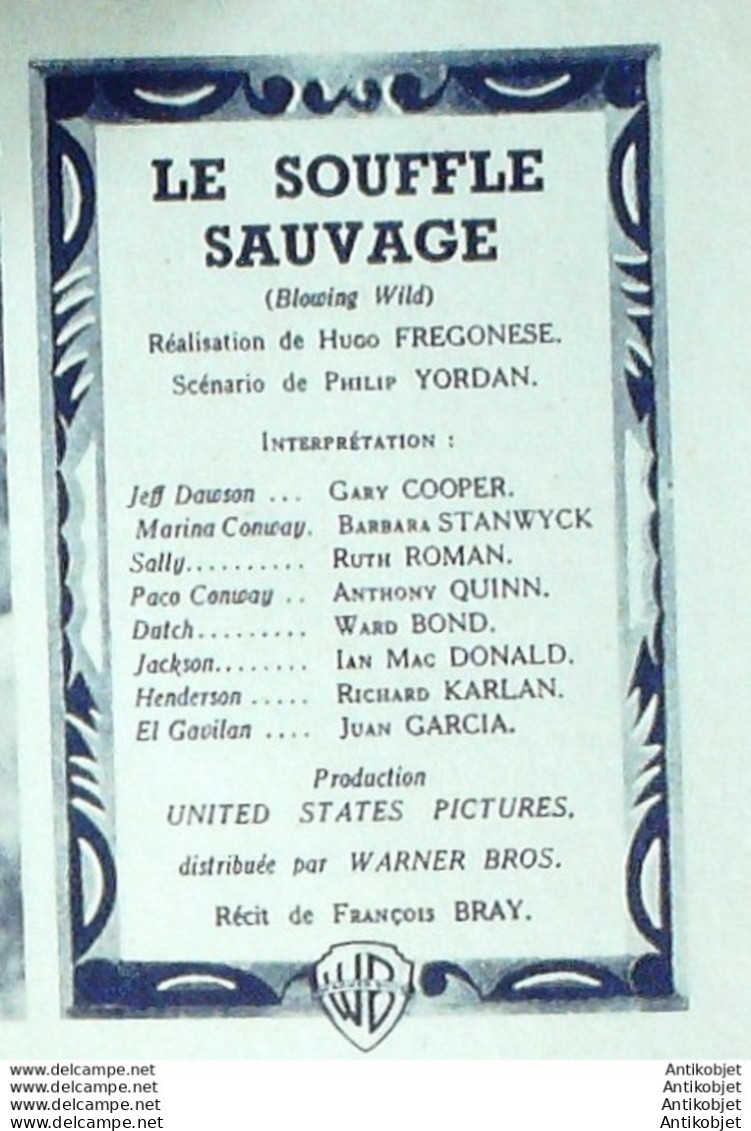 LE SOUFFLE
SAUVAGE
(Blowing Wild)
Réalisation de HUGO FREGONESE.
Scénario de PHILIP YORDAN.
INTERPRÉTATION :
Jeff Dawson ... GARY COOPER.
Marina Conway. BARBARA STANWYCK
Sally.......... RUTH ROMAN.
Paco Conway .. ANTHONY QUINN.
Dutch......... WARD BOND.
Jackson........ IAN MAC DONALD.
Henderson ..... RICHARD KARLAN.
El Gavilan .... JUAN GARCIA.
Production
UNITED STATES PICTURES.
distribuée par WARNER BROS.
Récit de FRANÇOIS BRAY.
WB
www.delcampe.net Antikobjet
www.delcampe.net Antikobjet
www.delcampe.net Antikobjet
www.delcampe.net Antikobjet